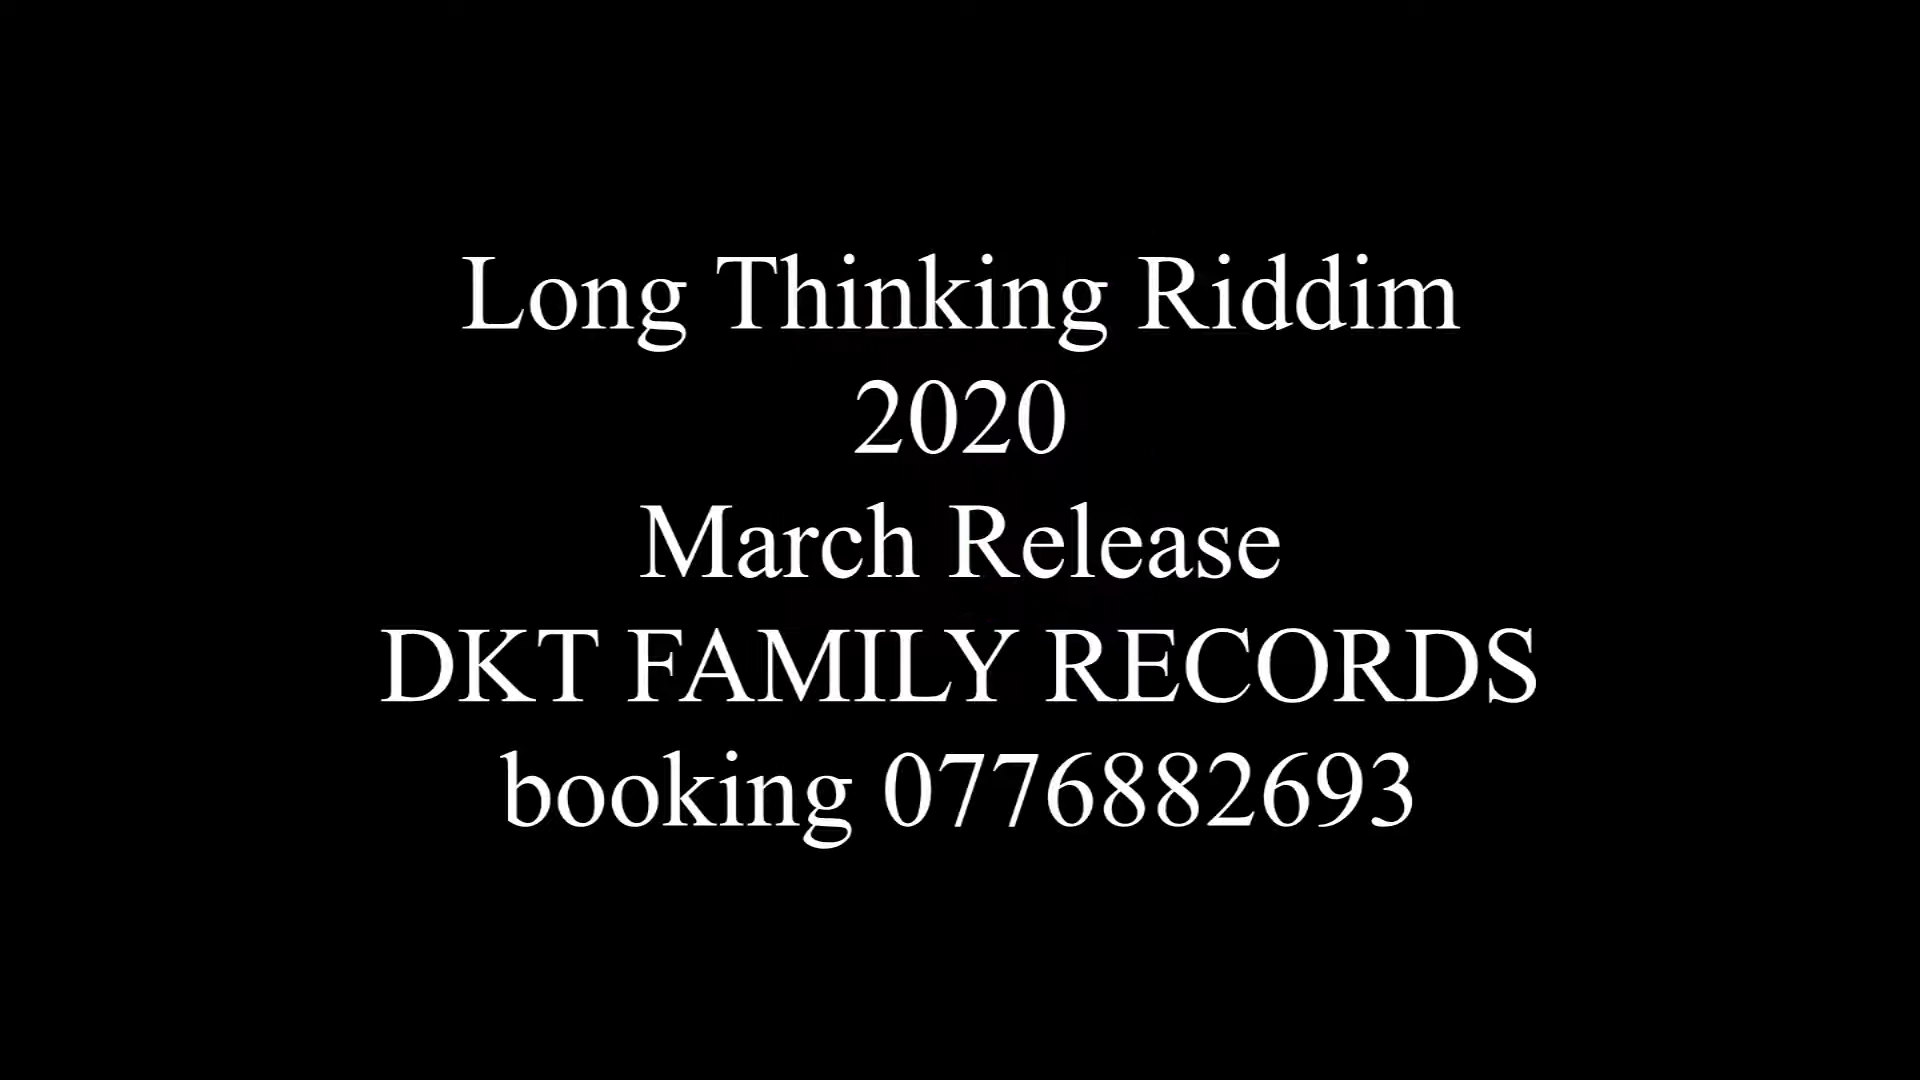 Long Thinking Riddim
2020
March Release
DKT FAMILY RECORDS
booking 0776882693